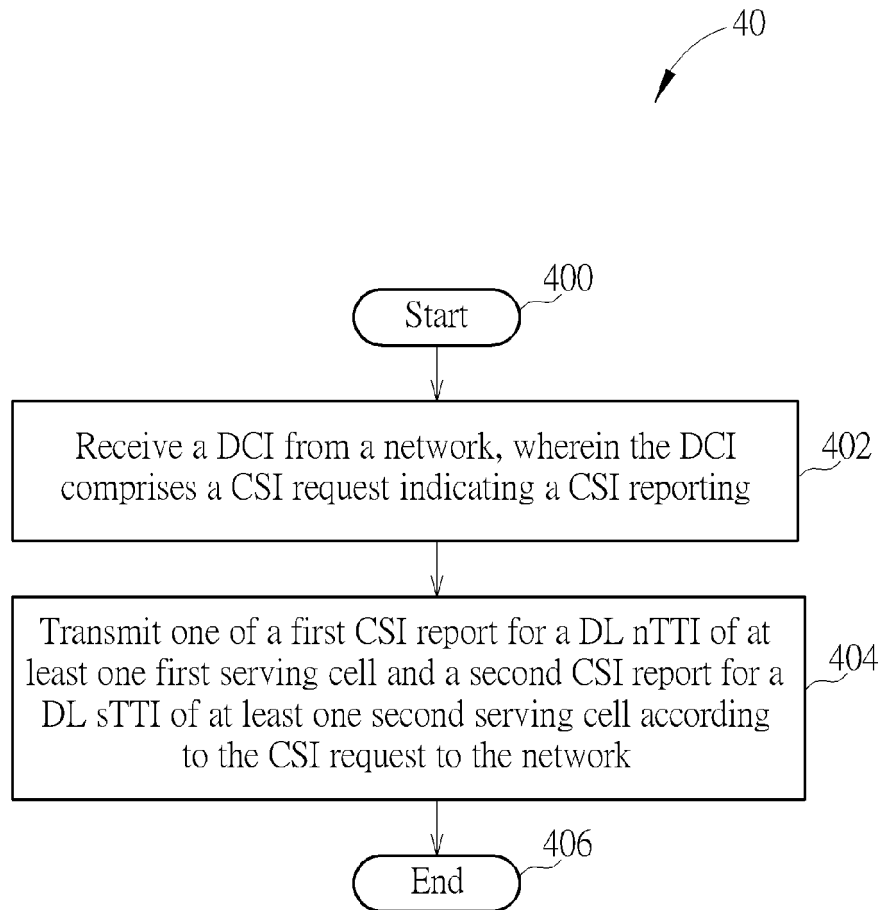 40
400
Start
Receive a DCI from a network, wherein the DCI
comprises a CSI request indicating a CSI reporting
402
Transmit one of a first CSI report for a DL nTTI of at
least one first serving cell and a second CSI report for a
DL sTTI of at least one second serving cell according
to the CSI request to the network
404
406
End